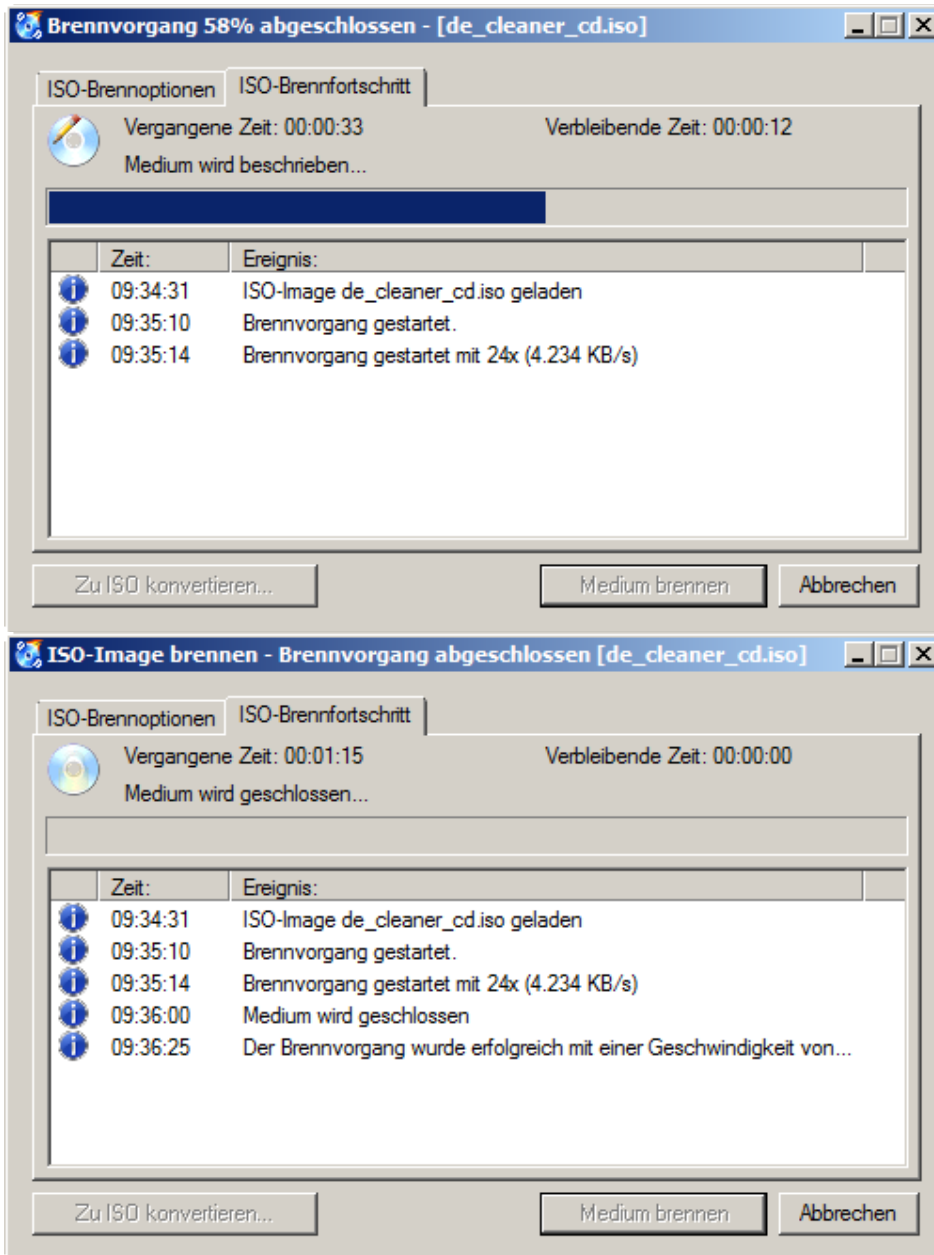 Brennvorgang 58% abgeschlossen - [de_cleaner_cd.iso]
ISO-Brennoptionen ISO-Brennfortschritt
Vergangene Zeit: 00:00:33 Verbleibende Zeit: 00:00:12
Medium wird beschrieben...
Zeit: Ereignis:
09:34:31 ISO-Image de_cleaner_cd.iso geladen
09:35:10 Brennvorgang gestartet.
09:35:14 Brennvorgang gestartet mit 24x (4.234 KB/s)
Zu ISO konvertieren... Medium brennen Abbrechen
ISO-Image brennen - Brennvorgang abgeschlossen [de_cleaner_cd.iso]
ISO-Brennoptionen ISO-Brennfortschritt
Vergangene Zeit: 00:01:15 Verbleibende Zeit: 00:00:00
Medium wird geschlossen...
Zeit: Ereignis:
09:34:31 ISO-Image de_cleaner_cd.iso geladen
09:35:10 Brennvorgang gestartet.
09:35:14 Brennvorgang gestartet mit 24x (4.234 KB/s)
09:36:00 Medium wird geschlossen
09:36:25 Der Brennvorgang wurde erfolgreich mit einer Geschwindigkeit von...
Zu ISO konvertieren... Medium brennen Abbrechen